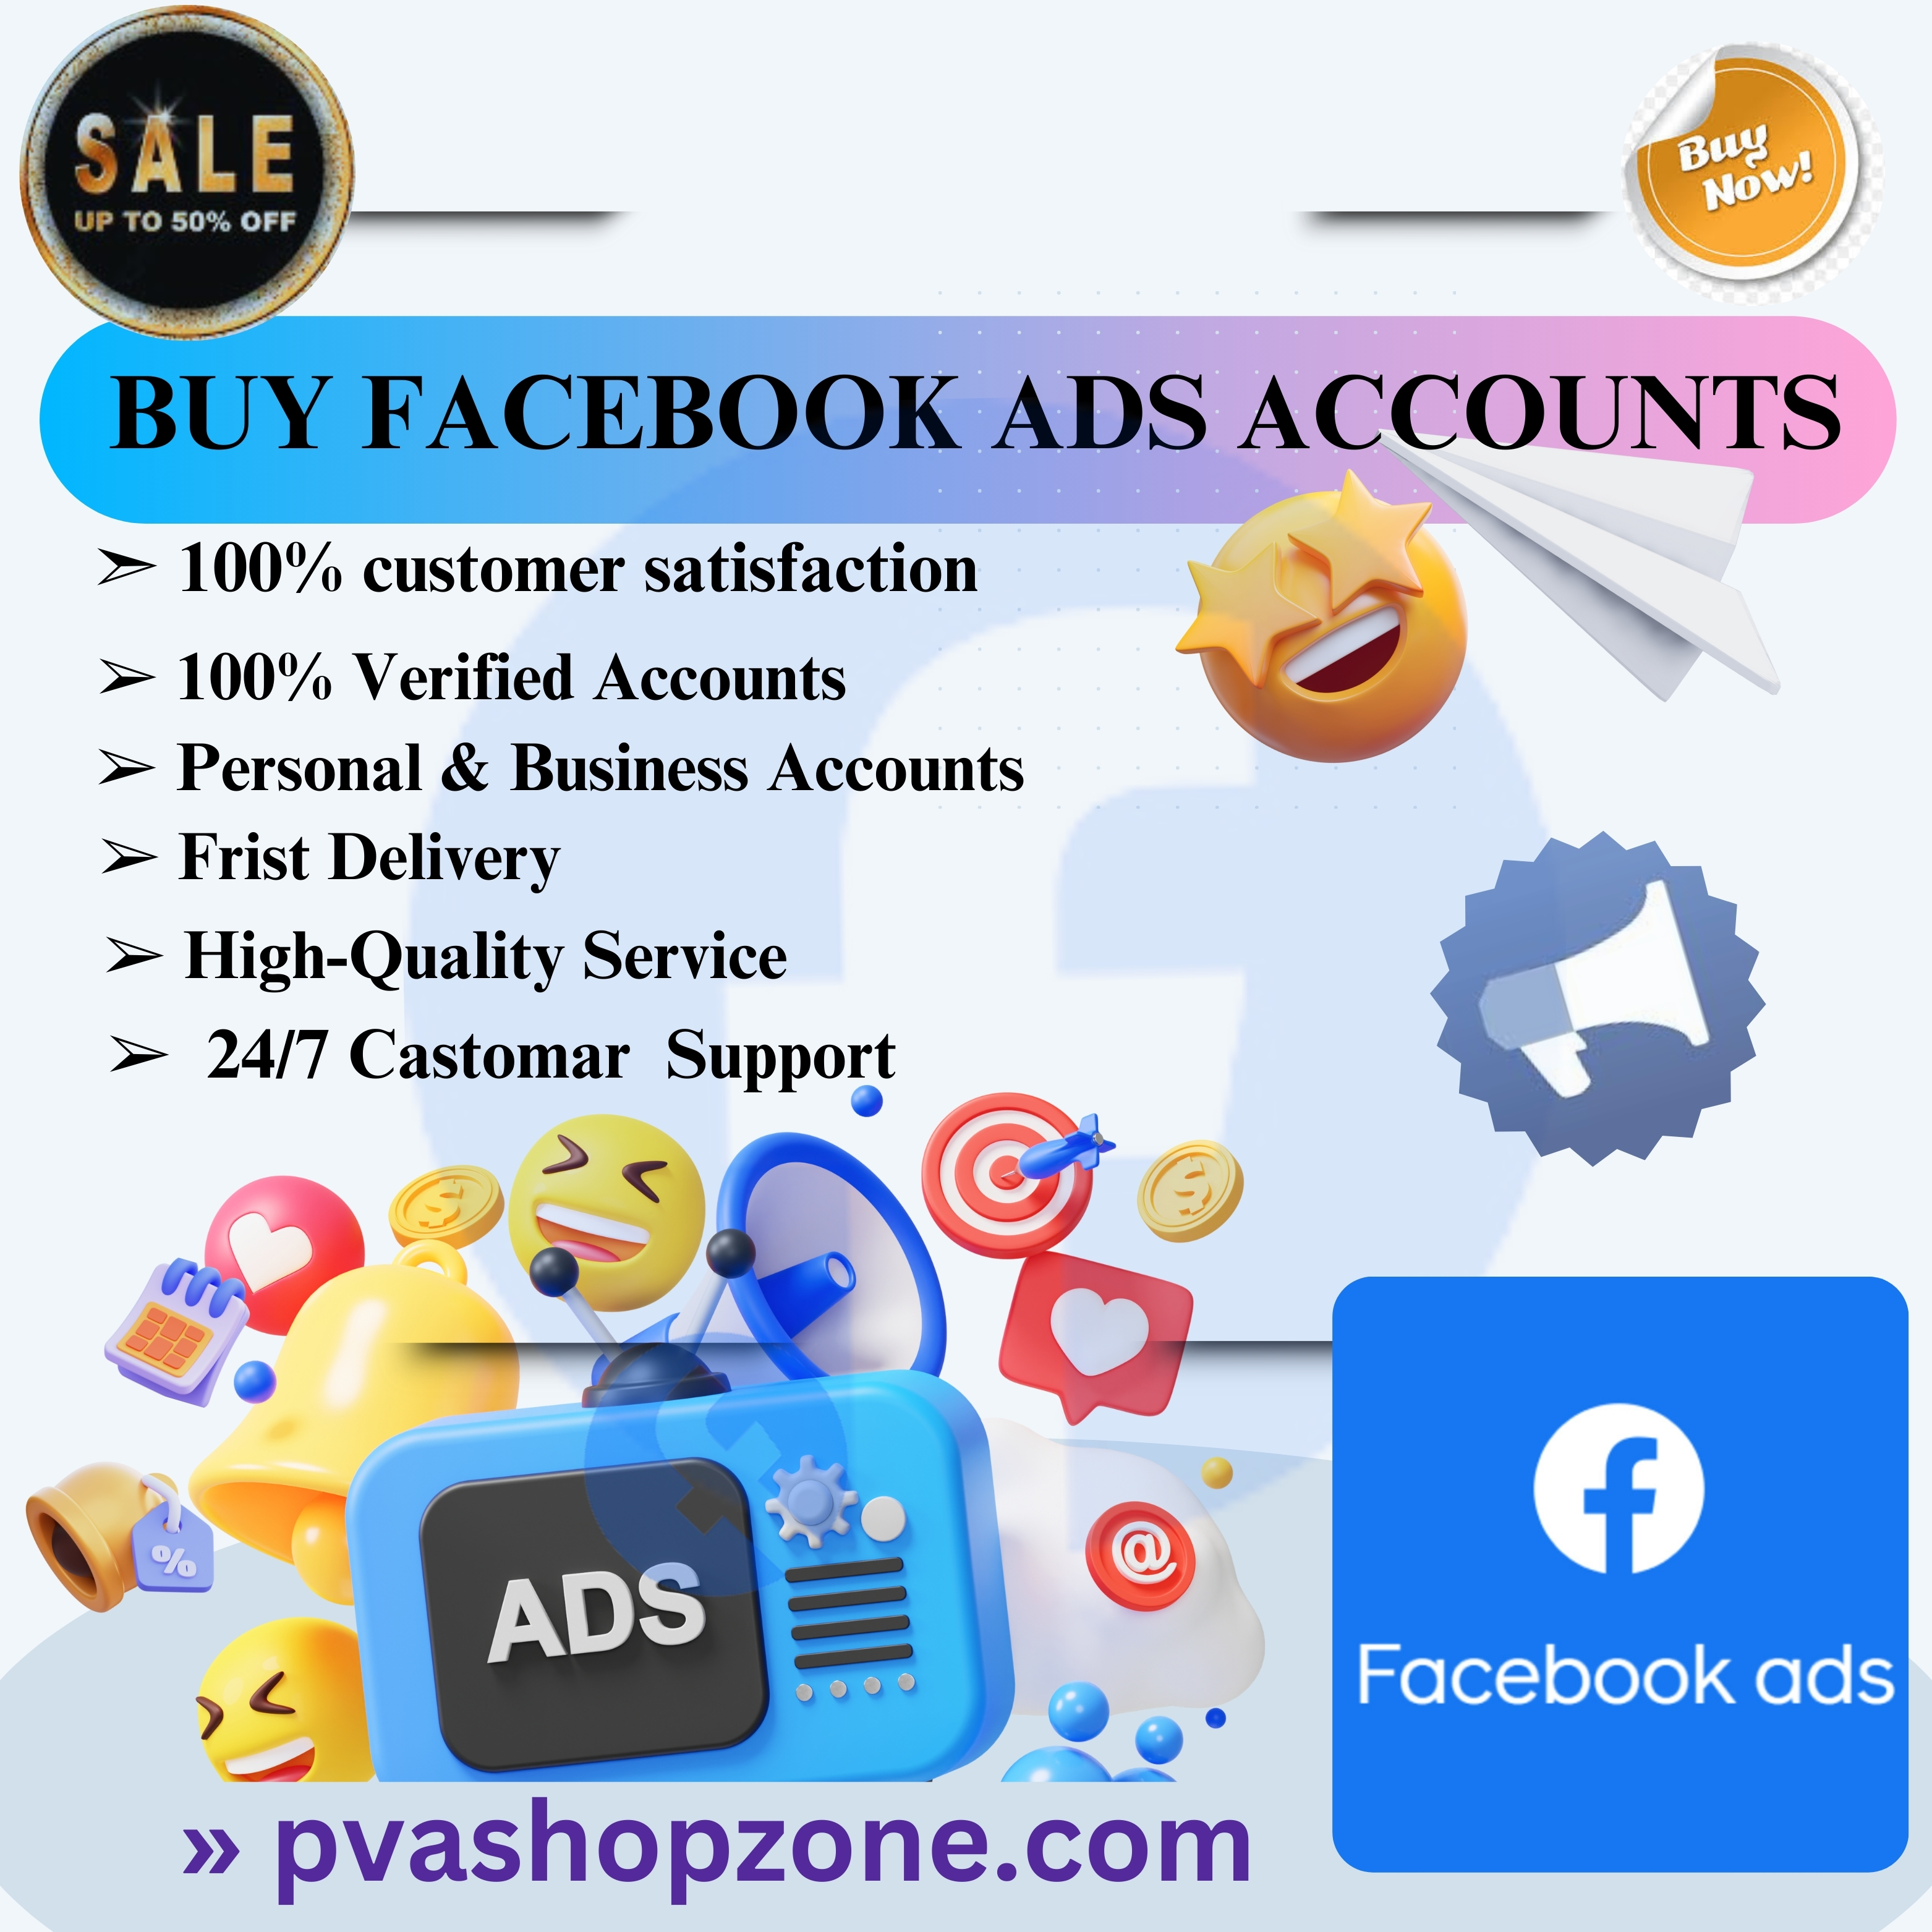 SALE
UP TO 50% OFF
Buy
Now!
BUY FACEBOOK ADS ACCOUNTS
➢ 100% customer satisfaction
➢ 100% Verified Accounts
➢ Personal & Business Accounts
➢ Frist Delivery
➢ High-Quality Service
➢ 24/7 Castomar Support
%
ADS
@
Facebook ads
» pvashopzone.com